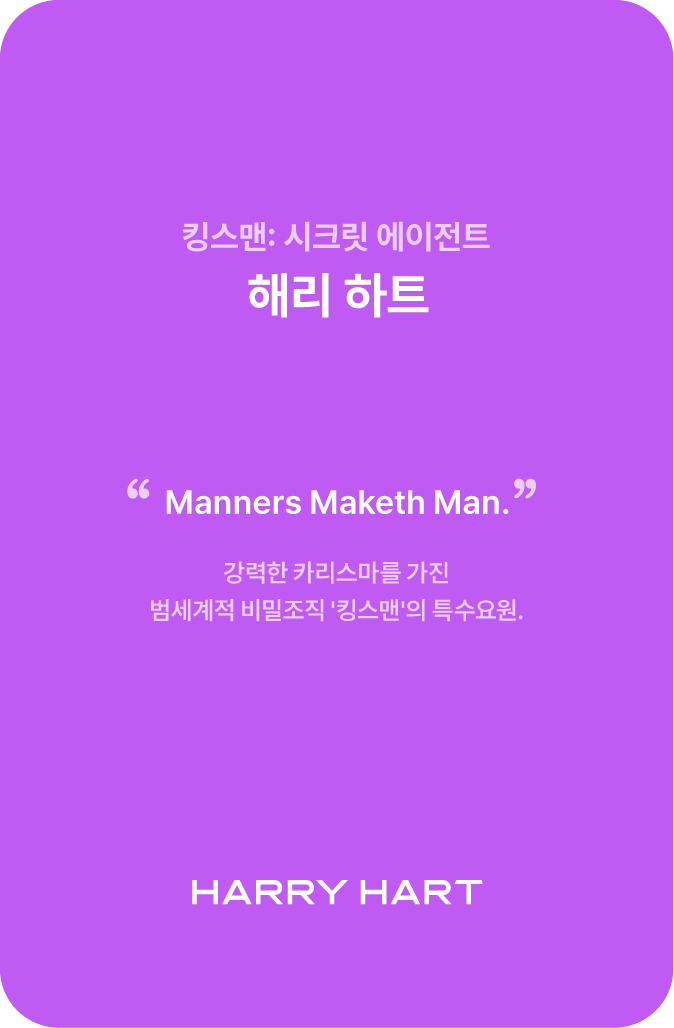 킹스맨: 시크릿 에이전트
해리 하트
“ Manners Maketh Man. ”
강력한 카리스마를 가진
범세계적 비밀조직 '킹스맨'의 특수요원.
HARRY HART